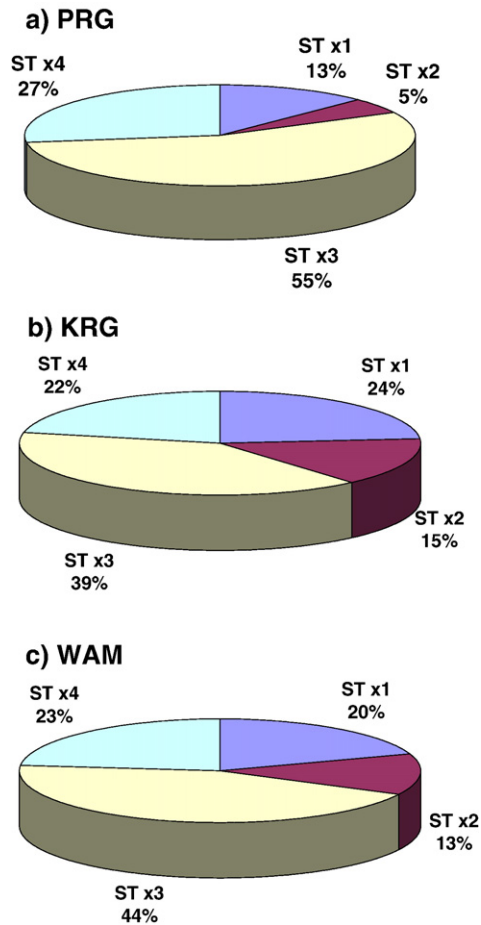 a) PRG
ST x1
13%
ST x2
5%
ST x4
27%
ST x3
55%
b) KRG
ST x4
22%
ST x1
24%
ST x2
15%
ST x3
39%
c) WAM
ST x4
23%
ST x1
20%
ST x2
13%
ST x3
44%